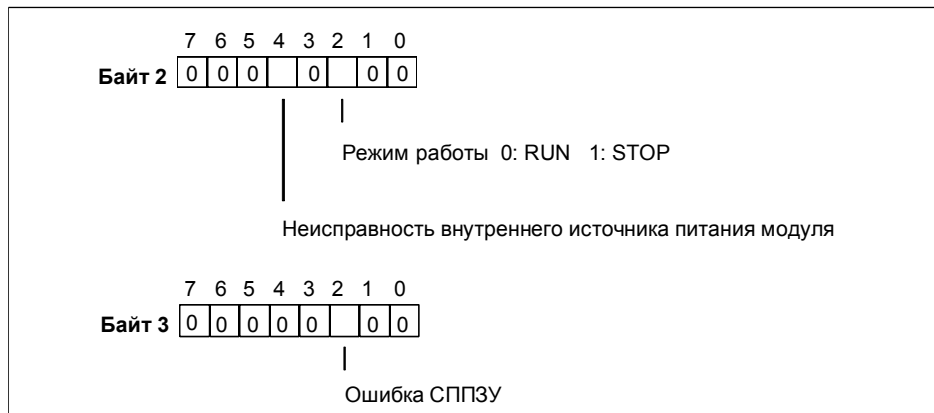 7 6 5 4 3 2 1 0
Байт 2 0 0 0 0 0 0
Режим работы 0: RUN 1: STOP
Неисправность внутреннего источника питания модуля
7 6 5 4 3 2 1 0
Байт 3 0 0 0 0 0 0 0
Ошибка СППЗУ